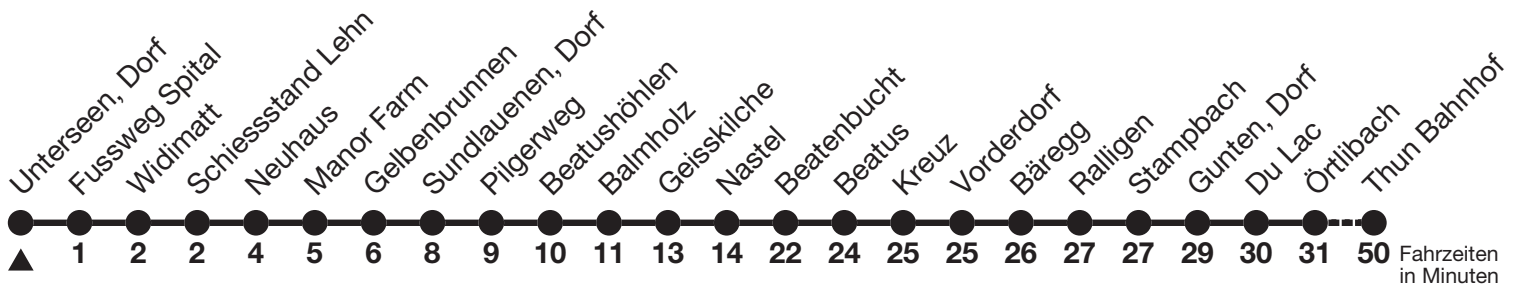 Unterseen, Dorf
Fussweg Spital
Widimatt
Schiessstand Lehn
Neuhaus
Manor Farm
Gelbenbrunnen
Sundlauenen, Dorf
Pilgerweg
Beatushöhlen
Balmholz
Geisskilche
Nastel
Beatenbucht
Beatus
Kreuz
Vorderdorf
Bäregg
Ralligen
Stampbach
Gunten, Dorf
Du Lac
Örtlibach
Thun Bahnhof
1 2 2 4 5 6 8 9 10 11 13 14 22 24 25 25 26 27 27 29 30 31 50 Fahrzeiten
in Minuten